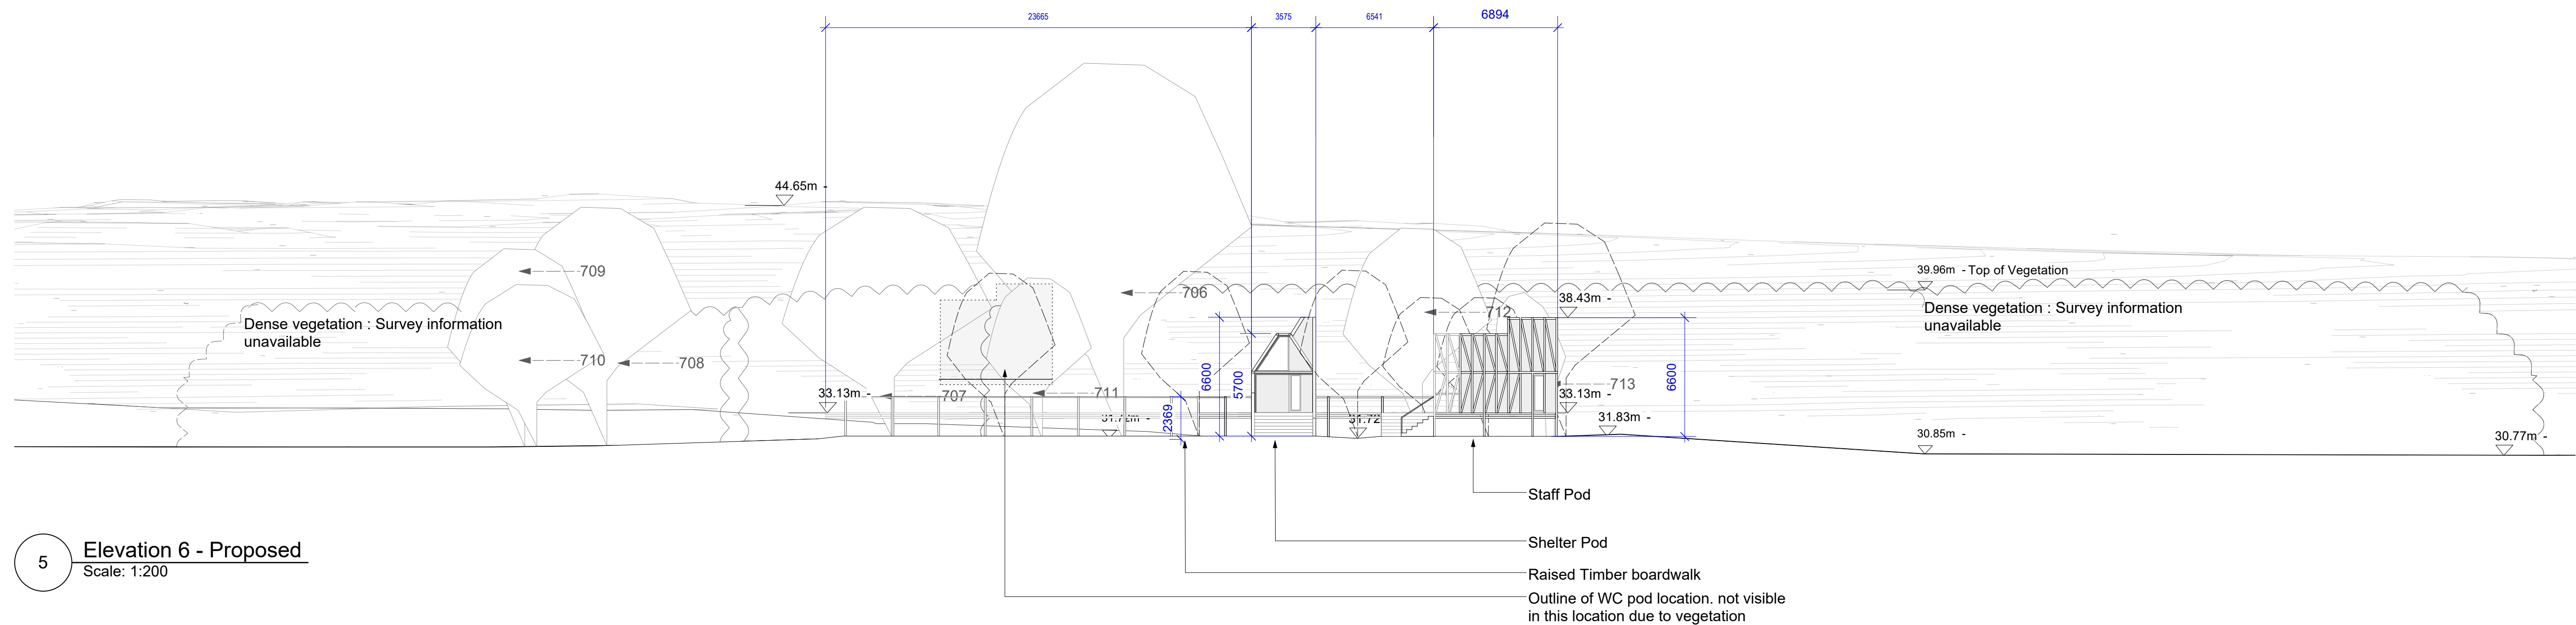 23665
3575
6541
6894
44.65m -
709
706
39.96m - Top of Vegetation
38.43m -
Dense vegetation : Survey information
unavailable
712
Dense vegetation : Survey information
unavailable
710
708
6600
5700
6600
713
33.13m -
707
711
33.13m -
2369
31.72
31.83m -
30.85m -
30.77m -
Staff Pod
Shelter Pod
Raised Timber boardwalk
Outline of WC pod location. not visible
in this location due to vegetation
5
Elevation 6 - Proposed
Scale: 1:200